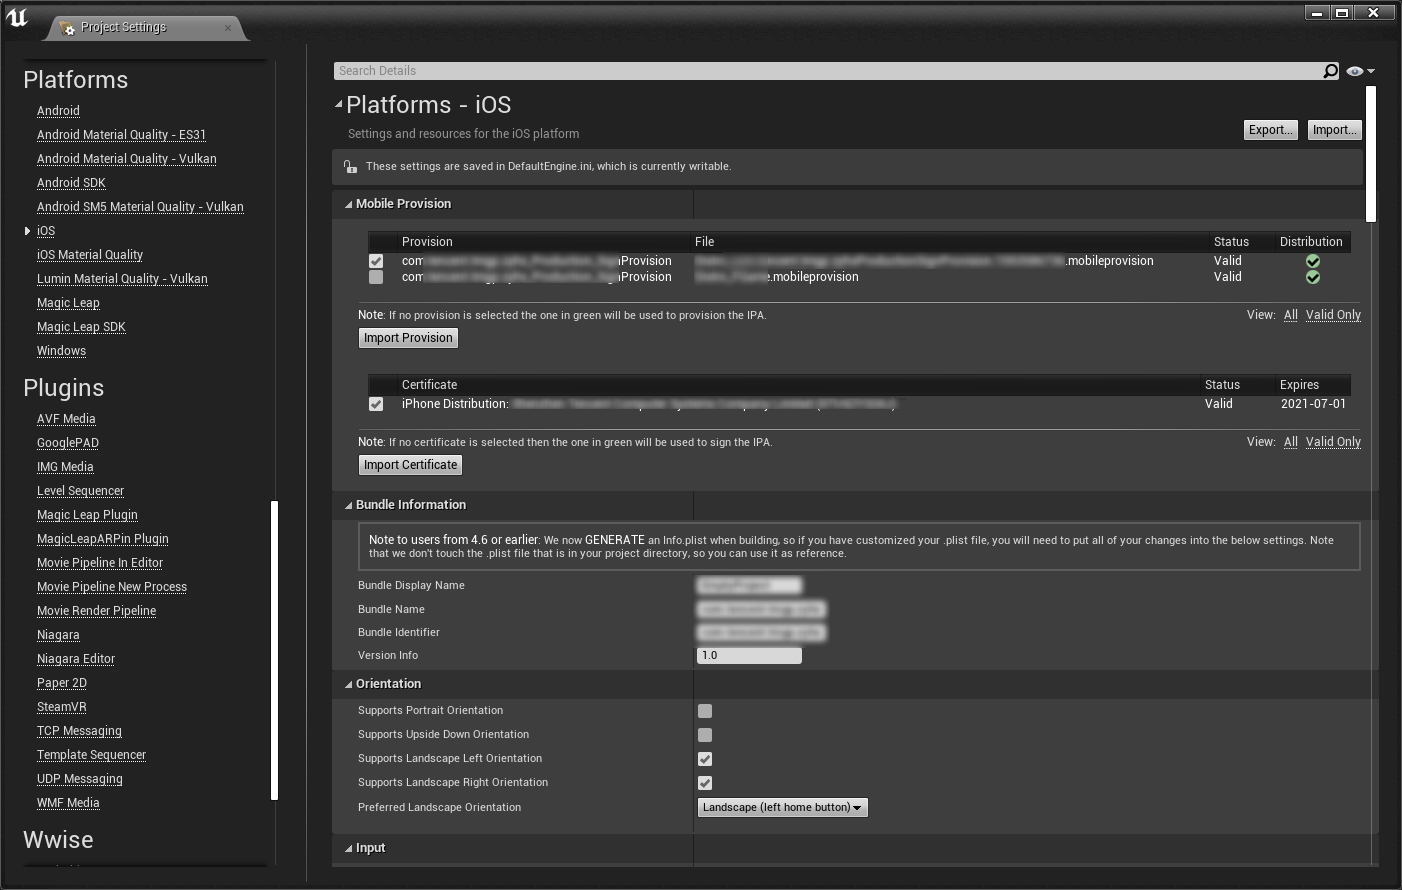 Project Settings
Platforms
Android
Android Material Quality - ES31
Android Material Quality - Vulkan
Android SDK
Android SM5 Material Quality - Vulkan
iOS
iOS Material Quality
Lumin Material Quality - Vulkan
Magic Leap
Magic Leap SDK
Windows
Plugins
AVF Media
GooglePAD
IMG Media
Level Sequencer
Magic Leap Plugin
MagicLeapARPin Plugin
Movie Pipeline In Editor
Movie Pipeline New Process
Movie Render Pipeline
Niagara
Niagara Editor
Paper 2D
SteamVR
TCP Messaging
Template Sequencer
UDP Messaging
WMF Media
Wwise
Search Details
Platforms - iOS
Settings and resources for the iOS platform
Export... Import...
These settings are saved in DefaultEngine.ini, which is currently writable.
Mobile Provision
Provision File Status Distribution
com Provision .mobileprovision Valid
com Provision .mobileprovision Valid
Note: If no provision is selected the one in green will be used to provision the IPA. View: All Valid Only
Import Provision
Certificate Status Expires
iPhone Distribution: Valid 2021-07-01
Note: If no certificate is selected then the one in green will be used to sign the IPA. View: All Valid Only
Import Certificate
Bundle Information
Note to users from 4.6 or earlier: We now GENERATE an Info.plist when building, so if you have customized your .plist file, you will need to put all of your changes into the below settings. Note
that we don't touch the .plist file that is in your project directory, so you can use it as reference.
Bundle Display Name
Bundle Name
Bundle Identifier
Version Info 1.0
Orientation
Supports Portrait Orientation
Supports Upside Down Orientation
Supports Landscape Left Orientation
Supports Landscape Right Orientation
Preferred Landscape Orientation Landscape (left home button)
Input